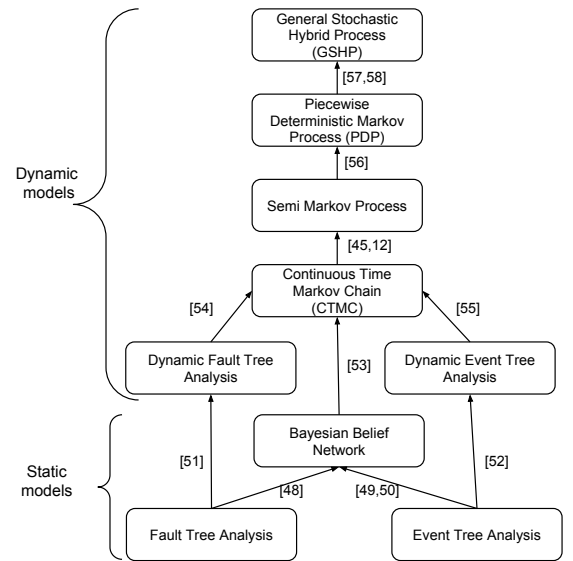 General Stochastic
Hybrid Process
(GSHP)
[57,58]
Piecewise
Deterministic Markov
Process (PDP)
[56]
Dynamic
models
Semi Markov Process
[45,12]
Continuous Time
Markov Chain
(CTMC)
[54]
[55]
Dynamic Fault Tree
Analysis
[53]
Dynamic Event Tree
Analysis
Bayesian Belief
Network
[51]
[52]
Static
models
[48]
[49,50]
Fault Tree Analysis
Event Tree Analysis